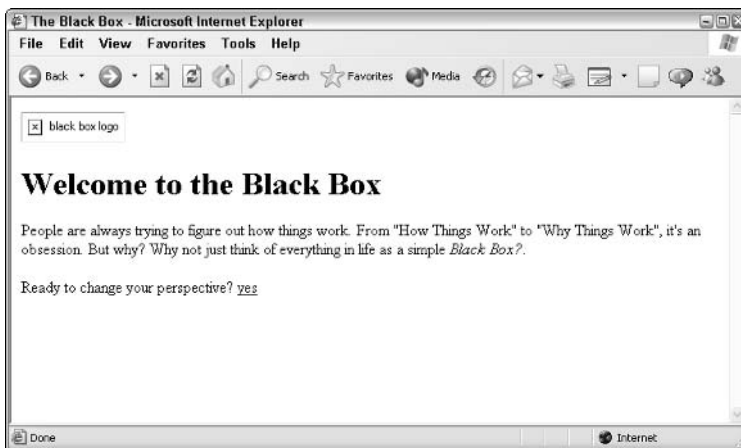 The Black Box - Microsoft Internet Explorer
File Edit View Favorites Tools Help
Back Search Favorites Media
black box logo
Welcome to the Black Box
People are always trying to figure out how things work. From "How Things Work" to "Why Things Work", it's an
obsession. But why? Why not just think of everything in life as a simple Black Box?.
Ready to change your perspective? yes
Done Internet